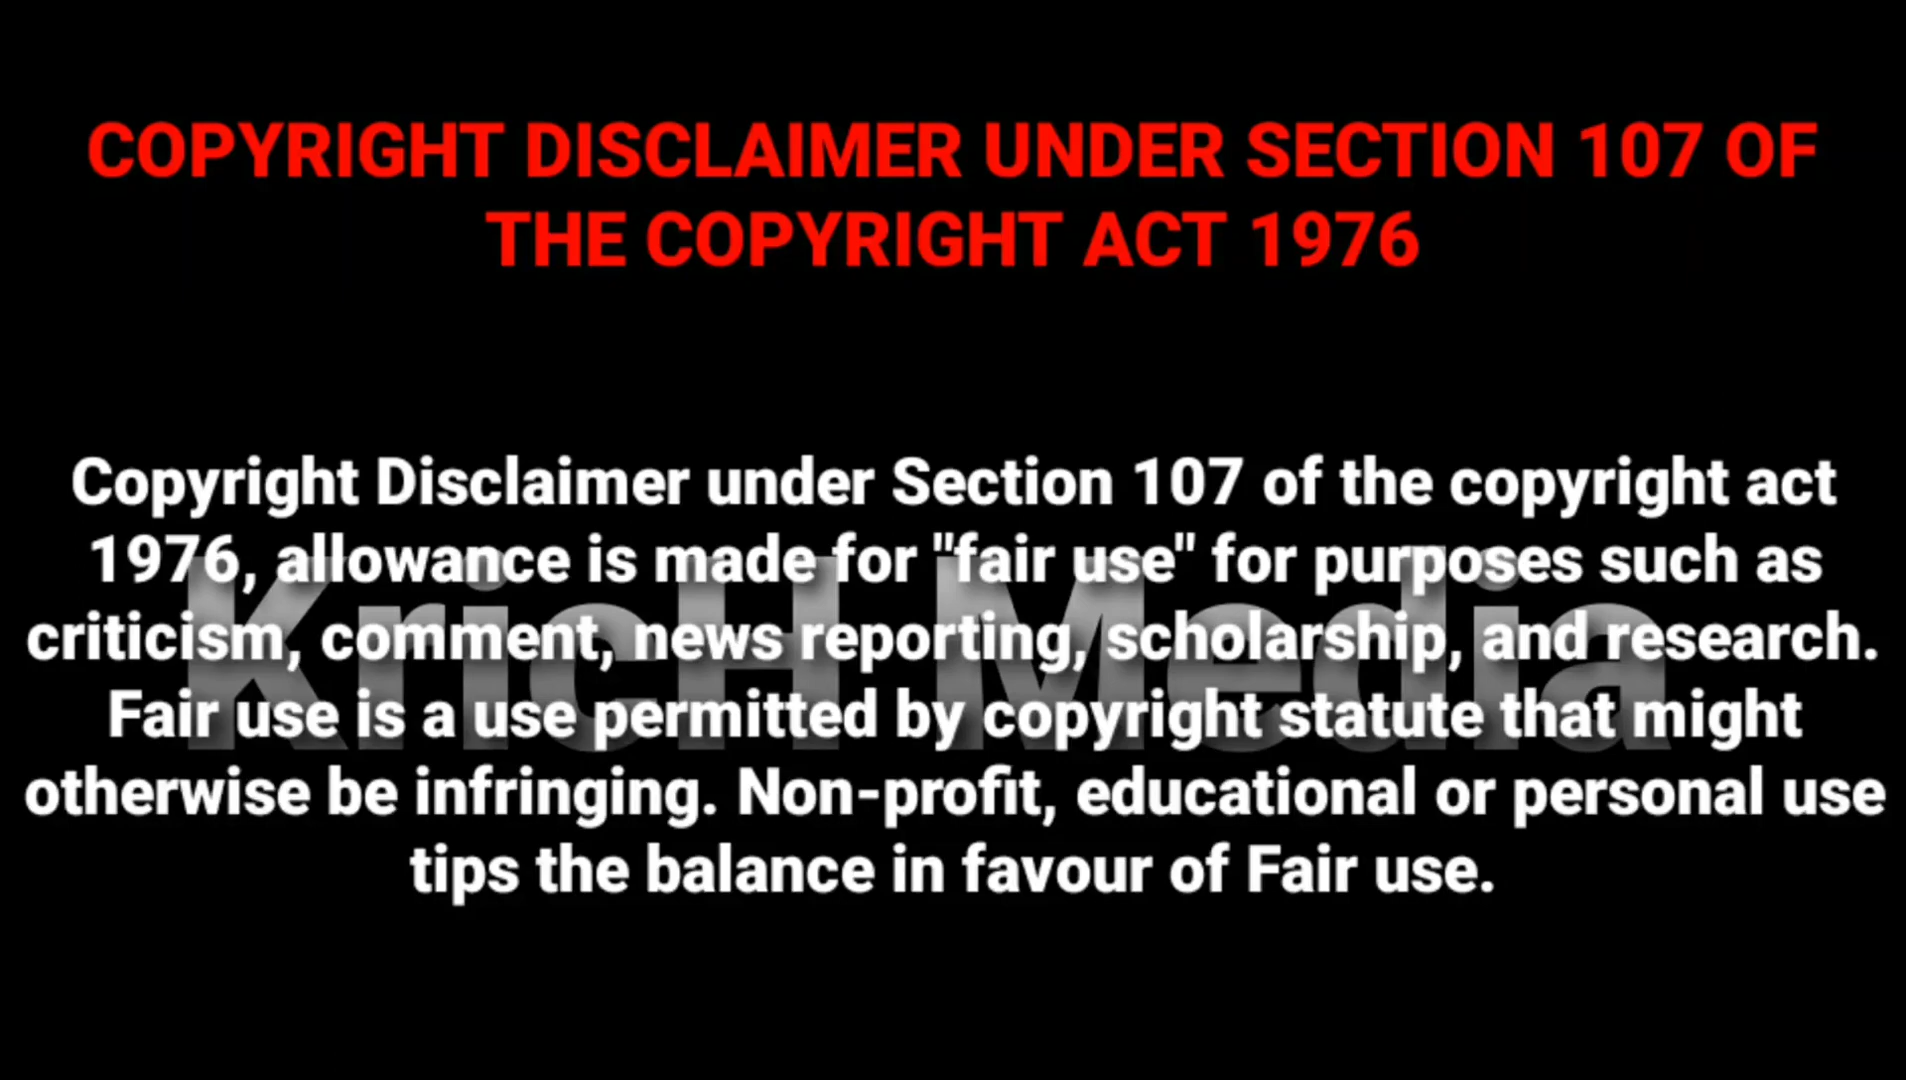 COPYRIGHT DISCLAIMER UNDER SECTION 107 OF
THE COPYRIGHT ACT 1976
Copyright Disclaimer under Section 107 of the copyright act
1976, allowance is made for "fair use" for purposes such as
criticism, comment, news reporting, scholarship, and research.
Fair use is a use permitted by copyright statute that might
otherwise be infringing. Non-profit, educational or personal use
tips the balance in favour of Fair use.
KricH Media